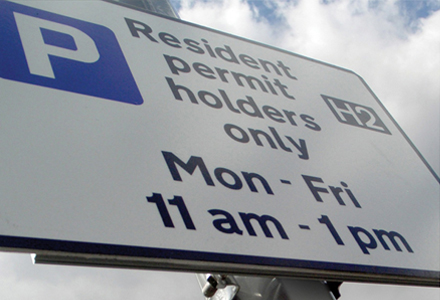 P
Resident
permit
holders
only
H2
Mon - Fri
11 am - 1 pm